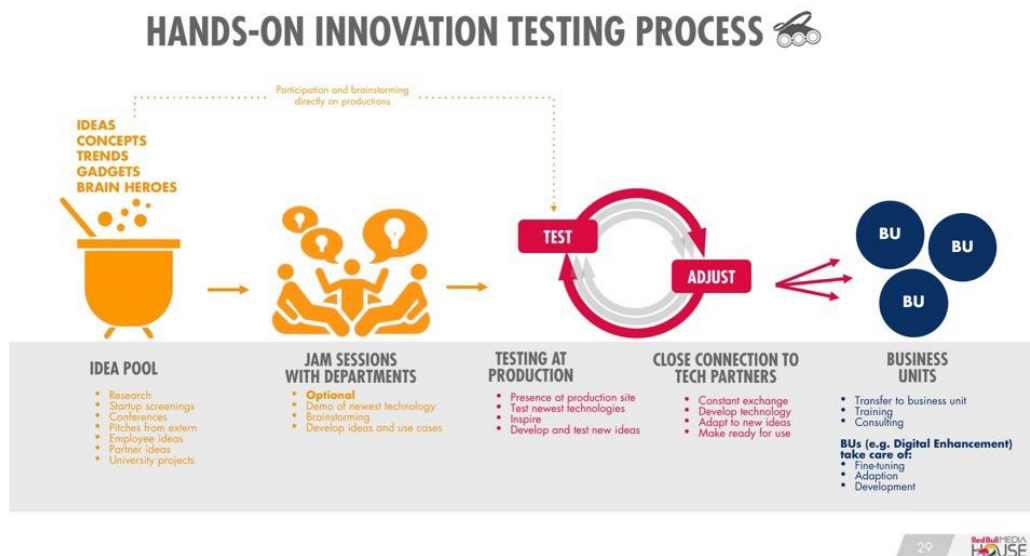 HANDS-ON INNOVATION TESTING PROCESS
Participation and brainstorming
directly on productions
IDEAS
CONCEPTS
TRENDS
GADGETS
BRAIN HEROES
TEST
ADJUST
BU
BU
BU
IDEA POOL
• Research
• Startup screenings
• Conferences
• Pitches from extern
• Employee ideas
• Partner ideas
• University projects
JAM SESSIONS
WITH DEPARTMENTS
• Optional
• Demo of newest technology
• Brainstorming
• Develop ideas and use cases
TESTING AT
PRODUCTION
• Presence at production site
• Test newest technologies
• Inspire
• Develop and test new ideas
CLOSE CONNECTION TO
TECH PARTNERS
• Constant exchange
• Develop technology
• Adapt to new ideas
• Make ready for use
BUSINESS
UNITS
• Transfer to business unit
• Training
• Consulting
BUs (e.g. Digital Enhancement)
take care of:
• Fine-tuning
• Adaption
• Development
29
Red Bull MEDIA
HOUSE